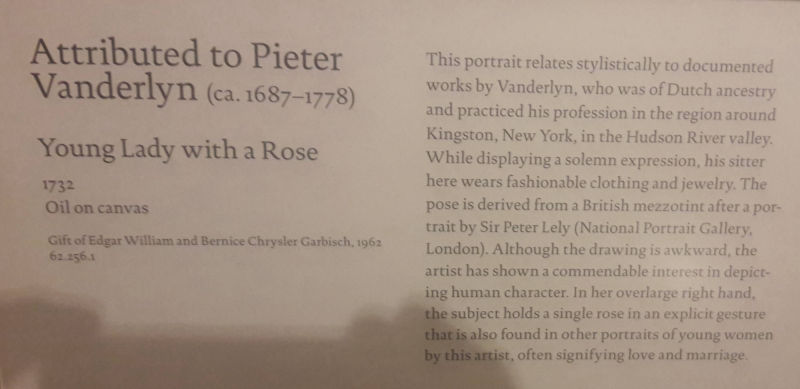 Attributed to Pieter
Vanderlyn (ca. 1687–1778)
Young Lady with a Rose
1732
Oil on canvas
Gift of Edgar William and Bernice Chrysler Garbisch, 1962
62.256.1
This portrait relates stylistically to documented
works by Vanderlyn, who was of Dutch ancestry
and practiced his profession in the region around
Kingston, New York, in the Hudson River valley.
While displaying a solemn expression, his sitter
here wears fashionable clothing and jewelry. The
pose is derived from a British mezzotint after a por-
trait by Sir Peter Lely (National Portrait Gallery,
London). Although the drawing is awkward, the
artist has shown a commendable interest in depict-
ing human character. In her overlarge right hand,
the subject holds a single rose in an explicit gesture
that is also found in other portraits of young women
by this artist, often signifying love and marriage.